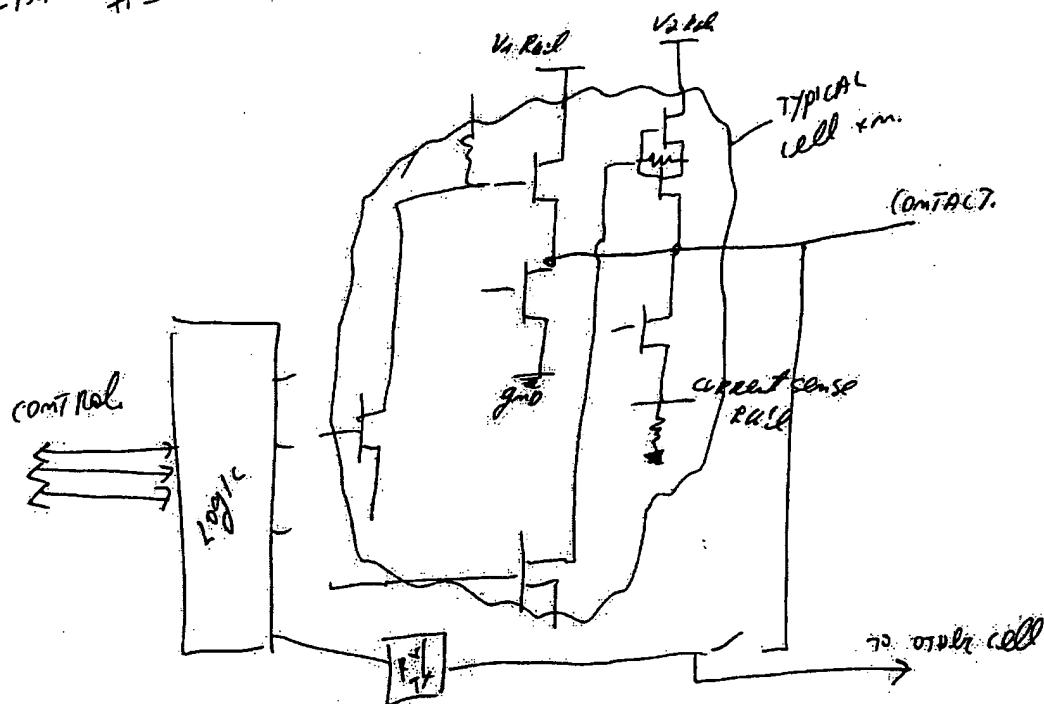 V1 Rail
V2 Rail
TYPICAL
cell xm.
CONTACT.
gnd
current sense
Rail
CONTROL
Logic
TO OTHER cell